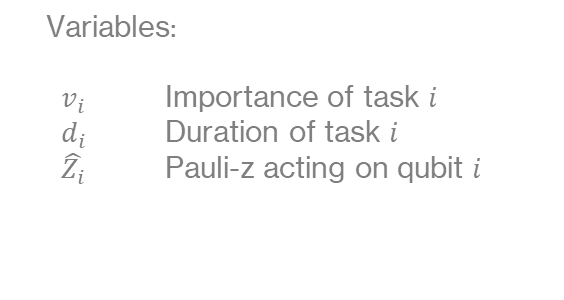 Variables:
𝑣ᵢ Importance of task 𝑖
𝑑ᵢ Duration of task 𝑖
Ẑᵢ Pauli-z acting on qubit 𝑖